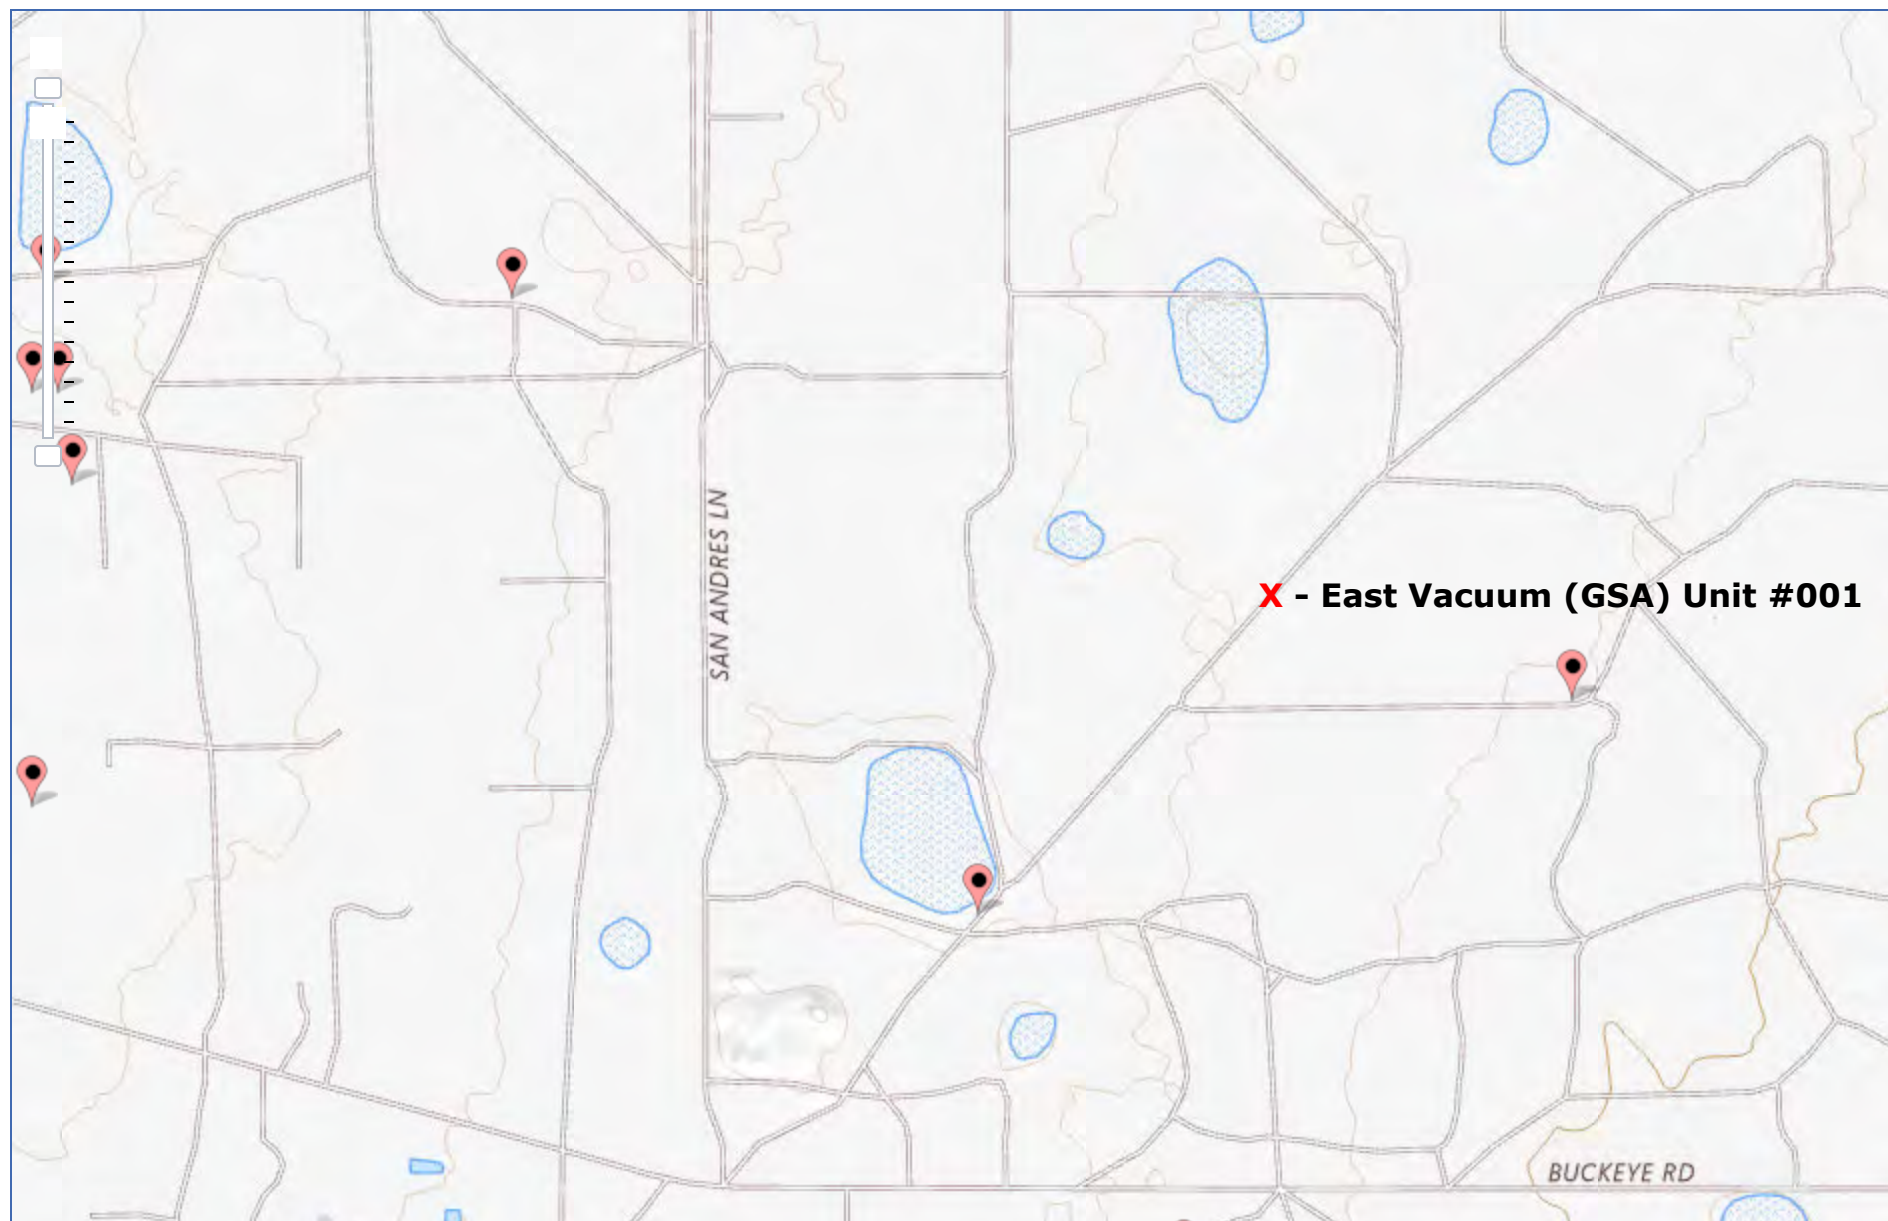 SAN ANDRES LN
X - East Vacuum (GSA) Unit #001
BUCKEYE RD